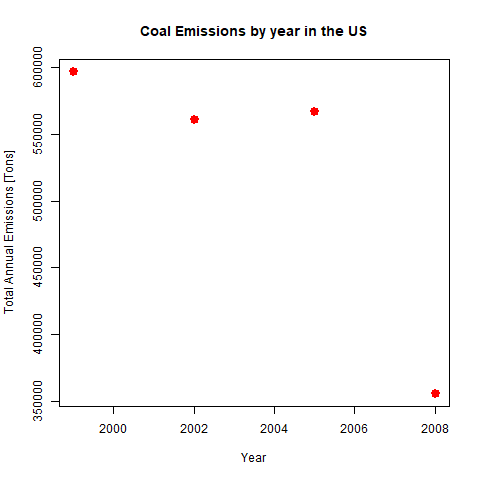 Coal Emissions by year in the US
Total Annual Emissions [Tons]
600000
550000
500000
450000
400000
350000
2000 2002 2004 2006 2008
Year